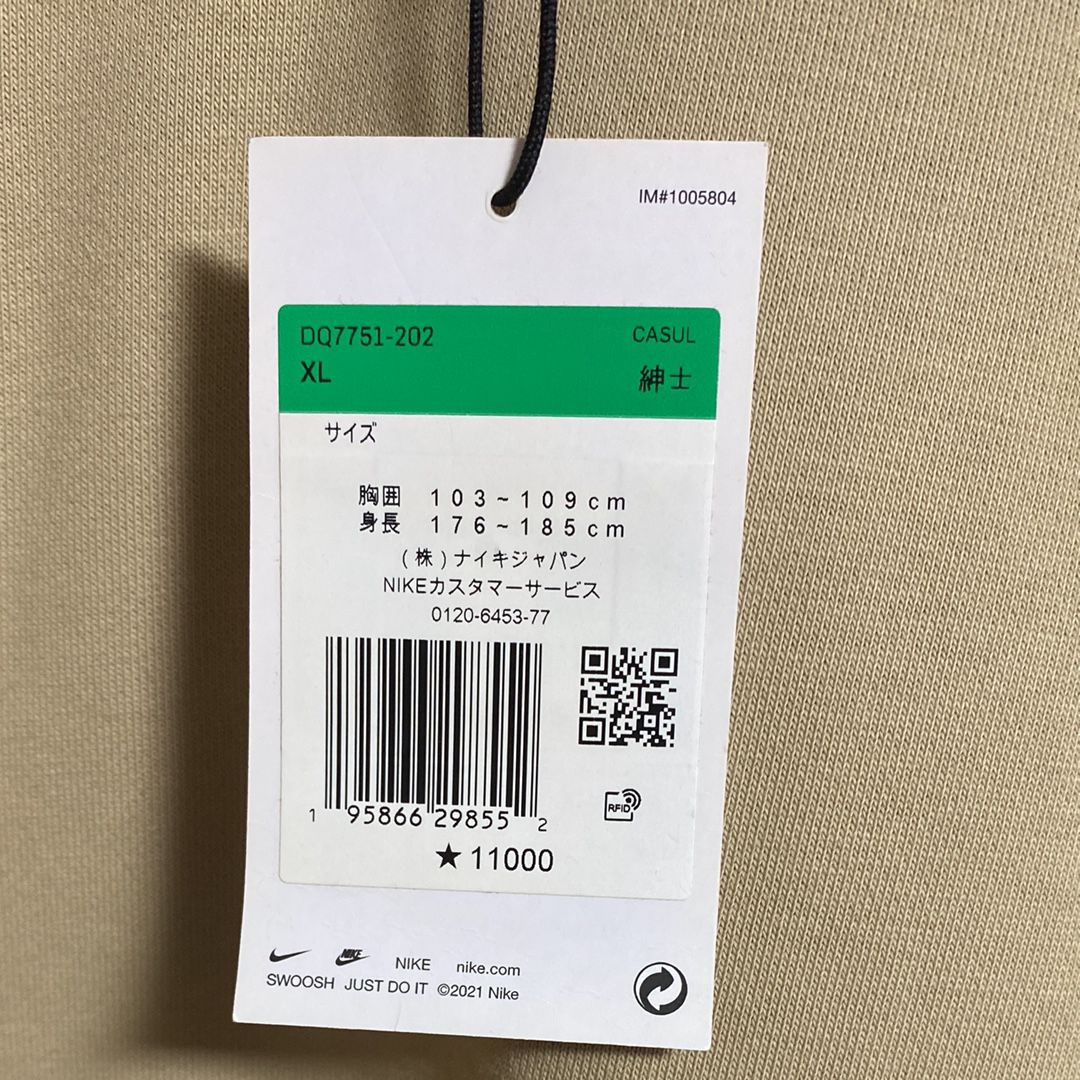 IM#1005804
DQ7751-202 CASUL
XL 紳士
サイズ
胸囲 103~109cm
身長 176~185cm
(株)ナイキジャパン
NIKEカスタマーサービス
0120-6453-77
RFID
1 95866 29855 2
★11000
NIKE NIKE nike.com
SWOOSH JUST DO IT ©2021 Nike